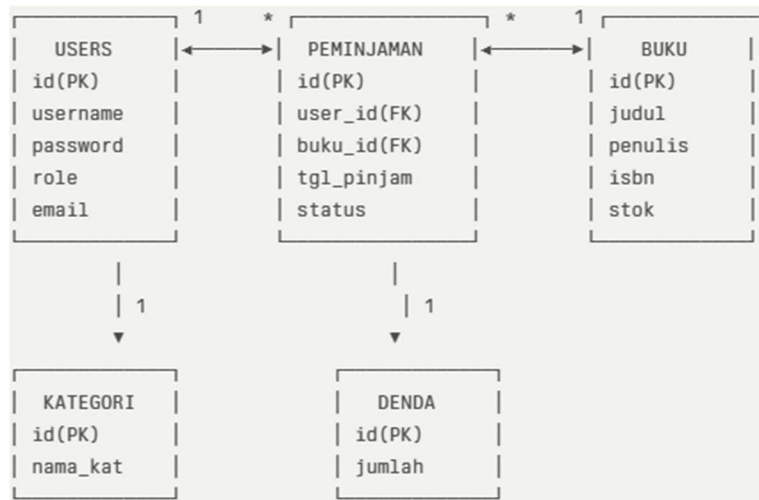 1 * * 1
USERS PEMINJAMAN BUKU
id(PK) id(PK) id(PK)
username user_id(FK) judul
password buku_id(FK) penulis
role tgl_pinjam isbn
email status stok
1 1
KATEGORI DENDA
id(PK) id(PK)
nama_kat jumlah